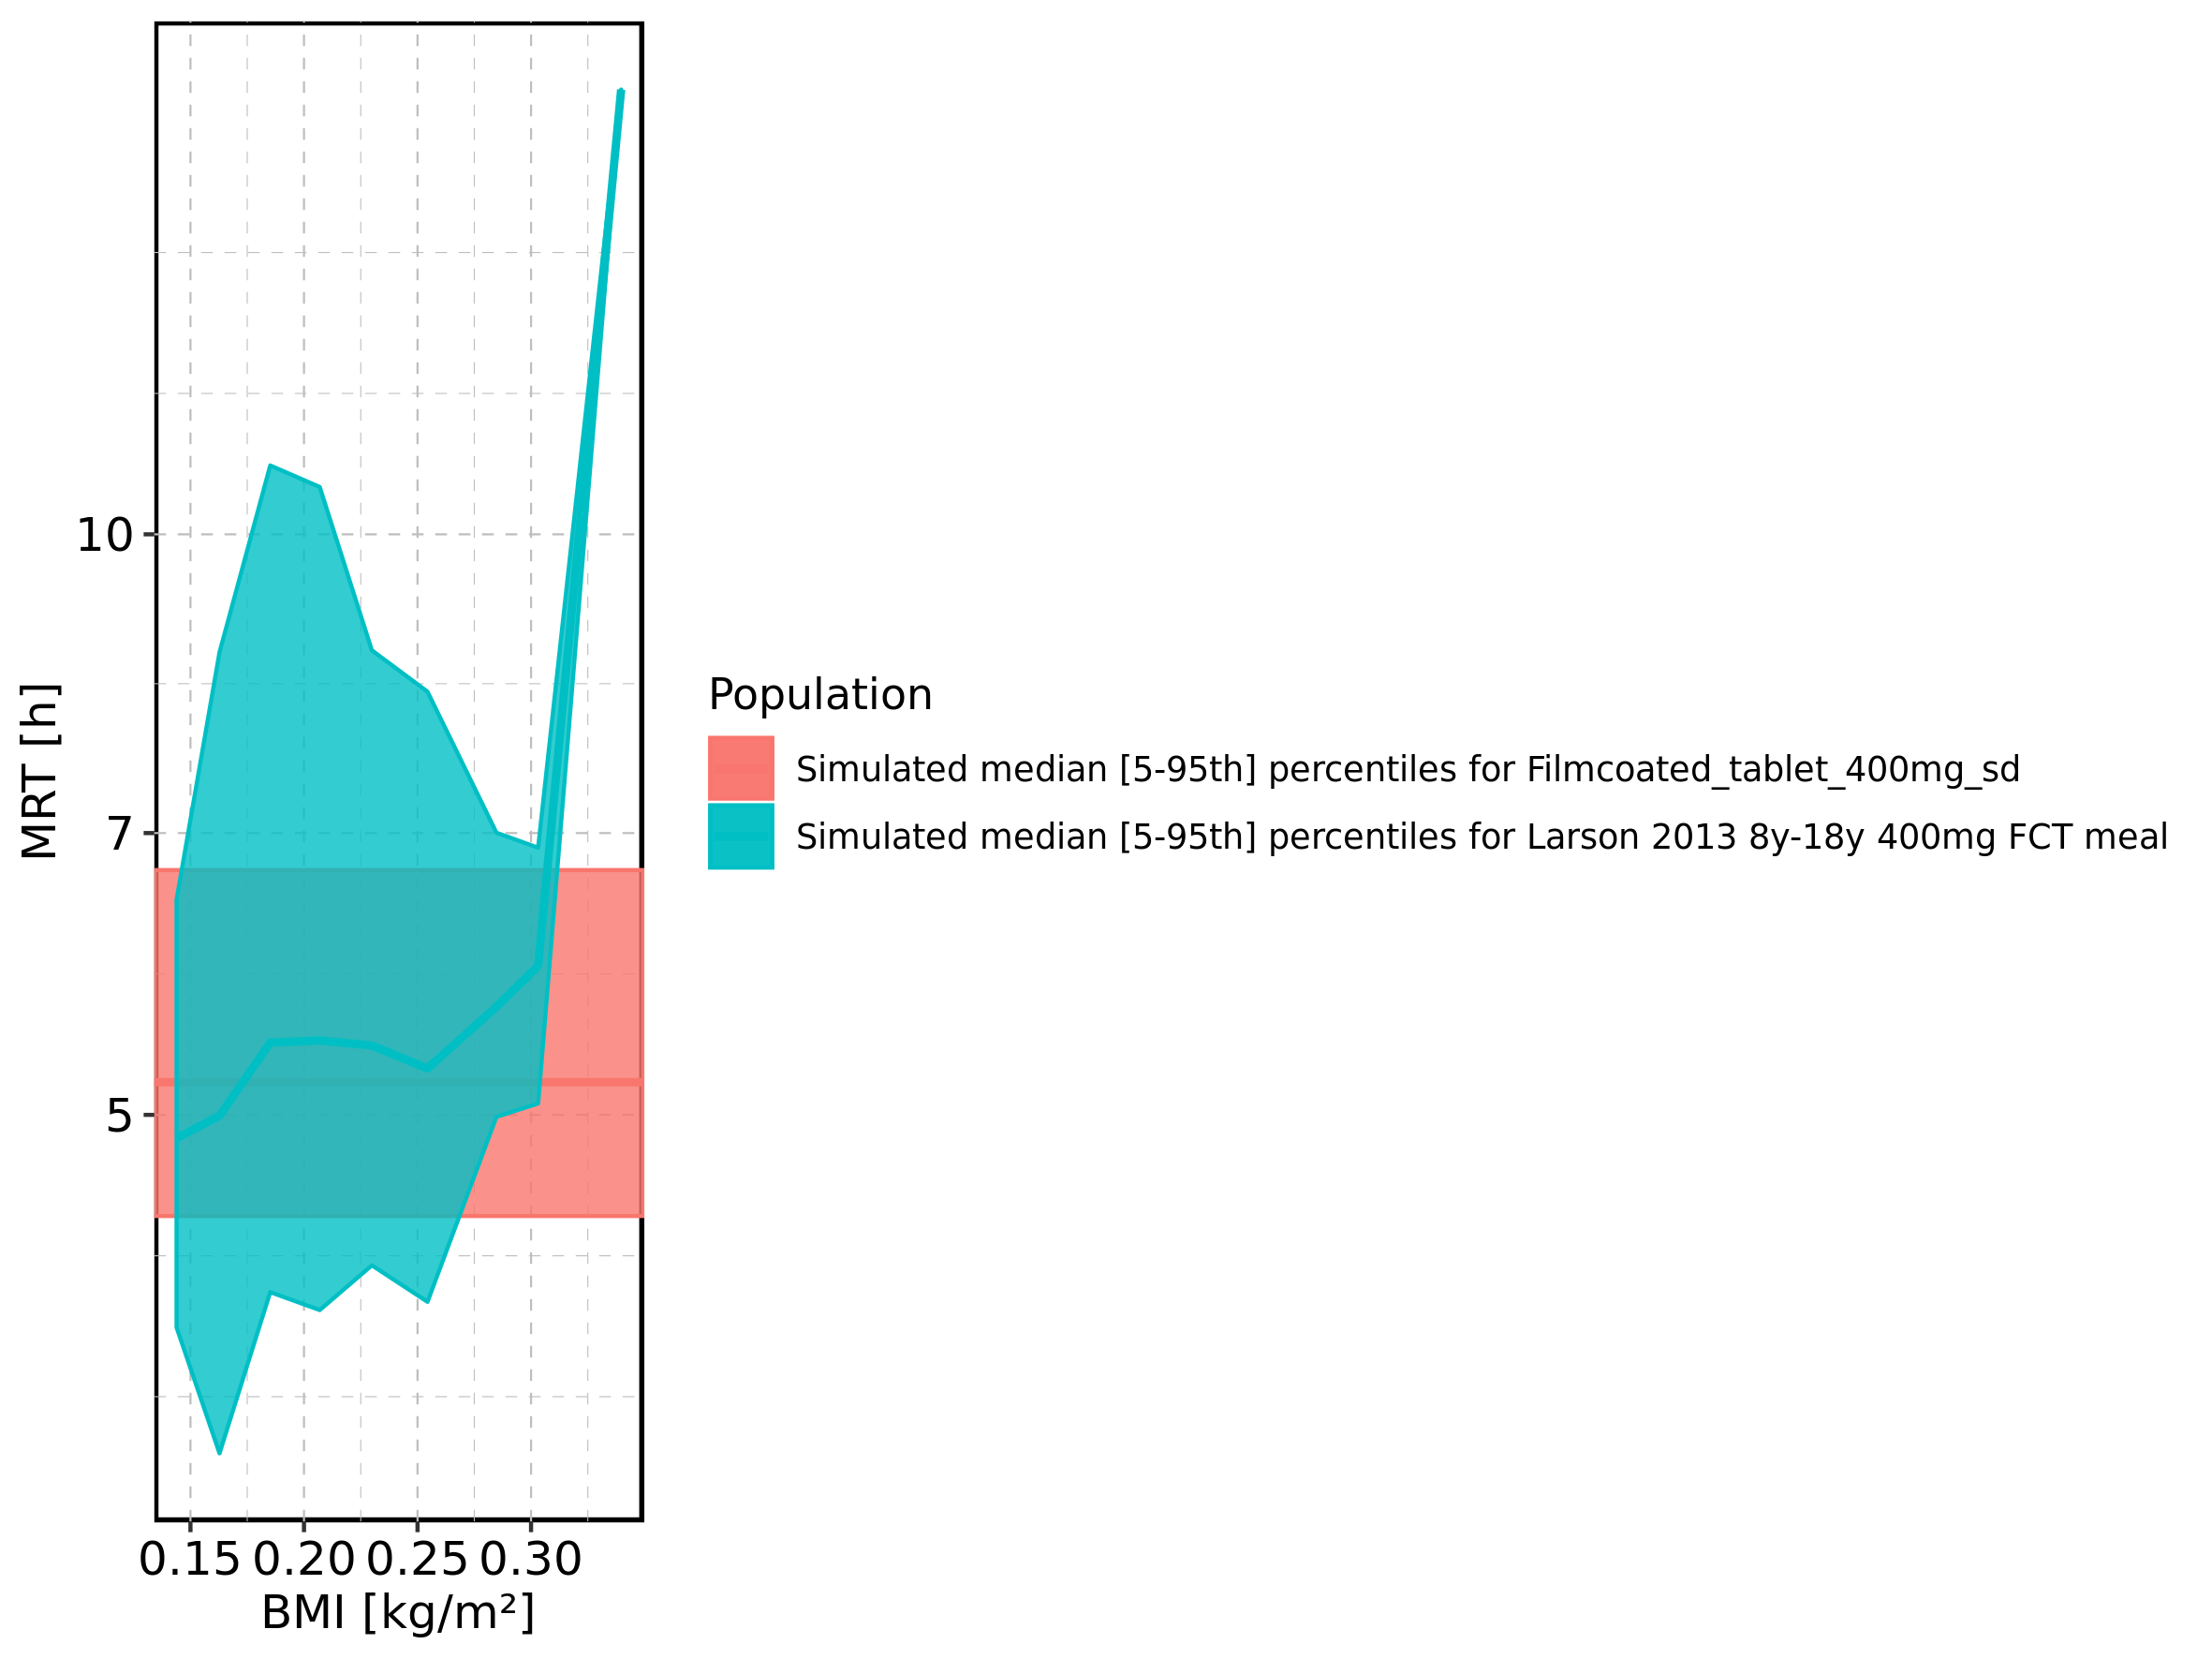 10
7
5
MRT [h]
0.15 0.20 0.25 0.30
BMI [kg/m²]
Population
Simulated median [5-95th] percentiles for Filmcoated_tablet_400mg_sd
Simulated median [5-95th] percentiles for Larson 2013 8y-18y 400mg FCT meal